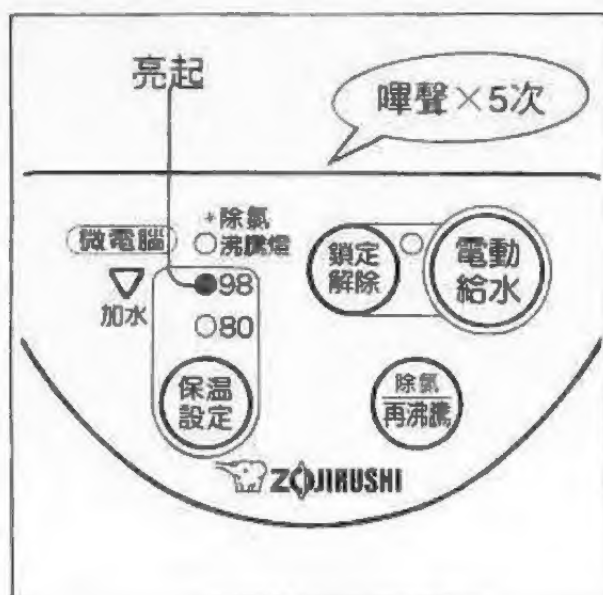 亮起
嗶聲×5次
*除氯
微電腦
沸騰燈
鎖定
解除
電動
給水
98
加水
80
保溫
設定
除氯
再沸騰
ZOJIRUSHI